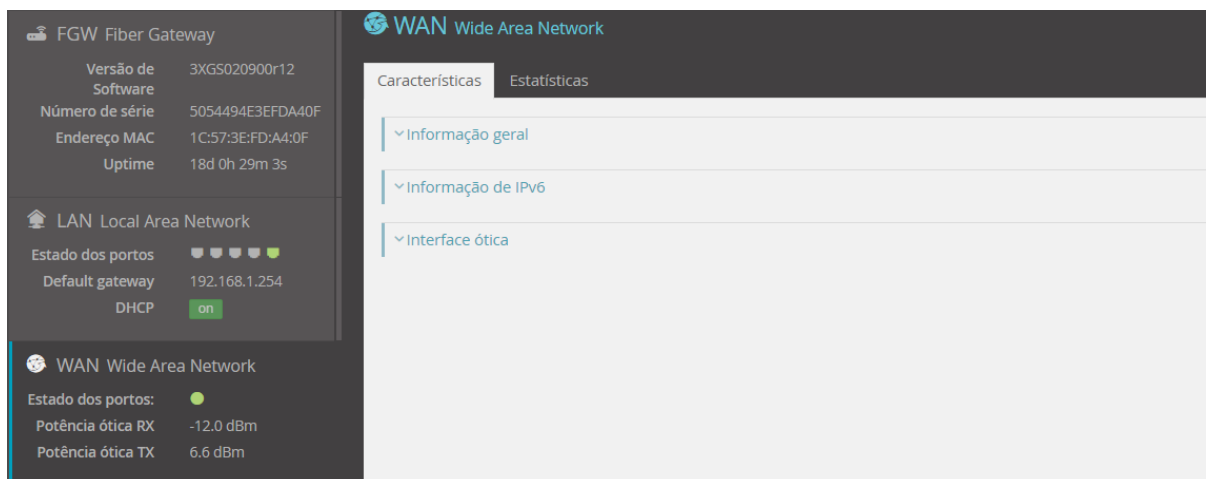 FGW Fiber Gateway
Versão de Software 3XGS020900r12
Número de série 5054494E3EFDA40F
Endereço MAC 1C:57:3E:FD:A4:0F
Uptime 18d 0h 29m 3s
LAN Local Area Network
Estado dos portos
Default gateway 192.168.1.254
DHCP on
WAN Wide Area Network
Estado dos portos:
Potência ótica RX -12.0 dBm
Potência ótica TX 6.6 dBm
WAN Wide Area Network
Características Estatísticas
Informação geral
Informação de IPv6
Interface ótica